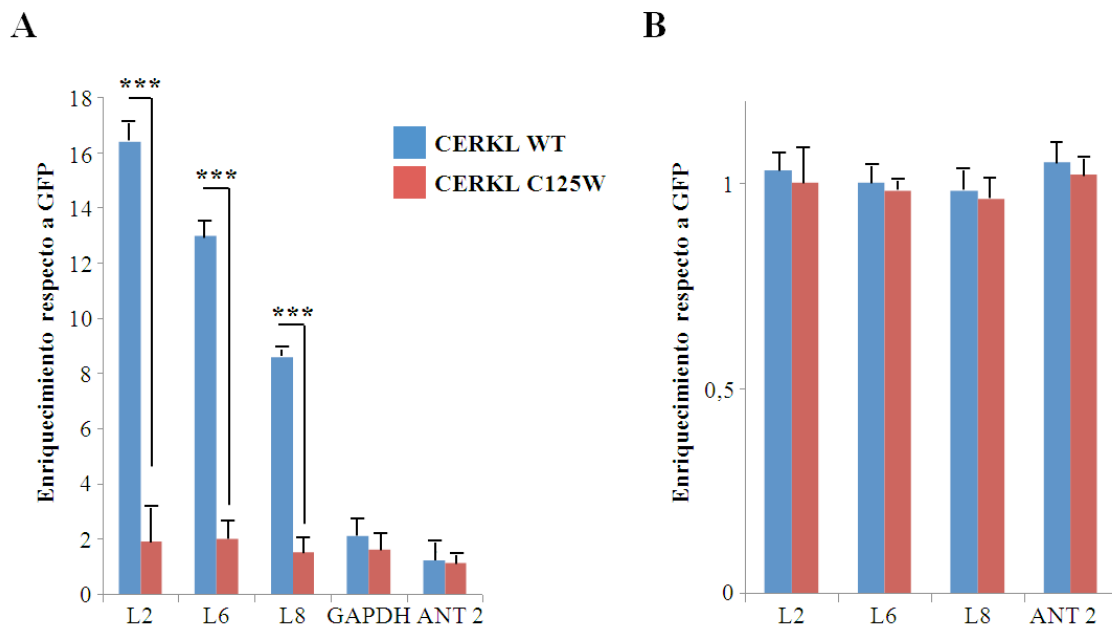 A
B
***
***
***
18
16
14
12
10
8
6
4
2
0
Enriquecimiento respecto a GFP
CERKL WT
CERKL C125W
L2 L6 L8 GAPDH ANT 2
1
0,5
0
Enriquecimiento respecto a GFP
L2 L6 L8 ANT 2